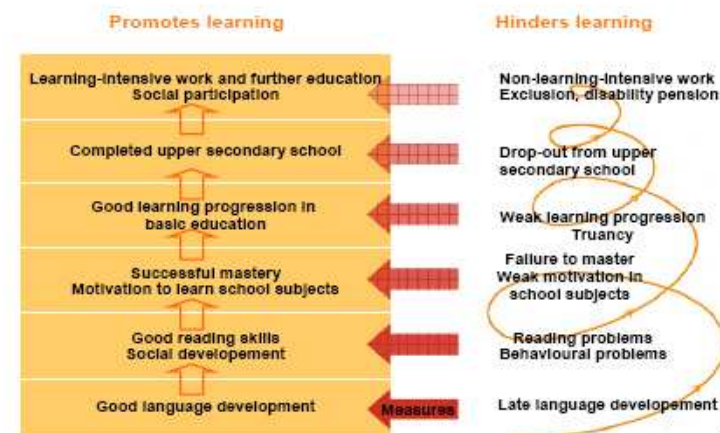 Promotes learning
Hinders learning
Learning-intensive work and further education
Social participation
Non-learning-intensive work
Exclusion, disability pension
Completed upper secondary school
Drop-out from upper
secondary school
Good learning progression in
basic education
Weak learning progression
Truancy
Successful mastery
Motivation to learn school subjects
Failure to master
Weak motivation in
school subjects
Good reading skills
Social developement
Reading problems
Behavioural problems
Good language development
Measures
Late language developement